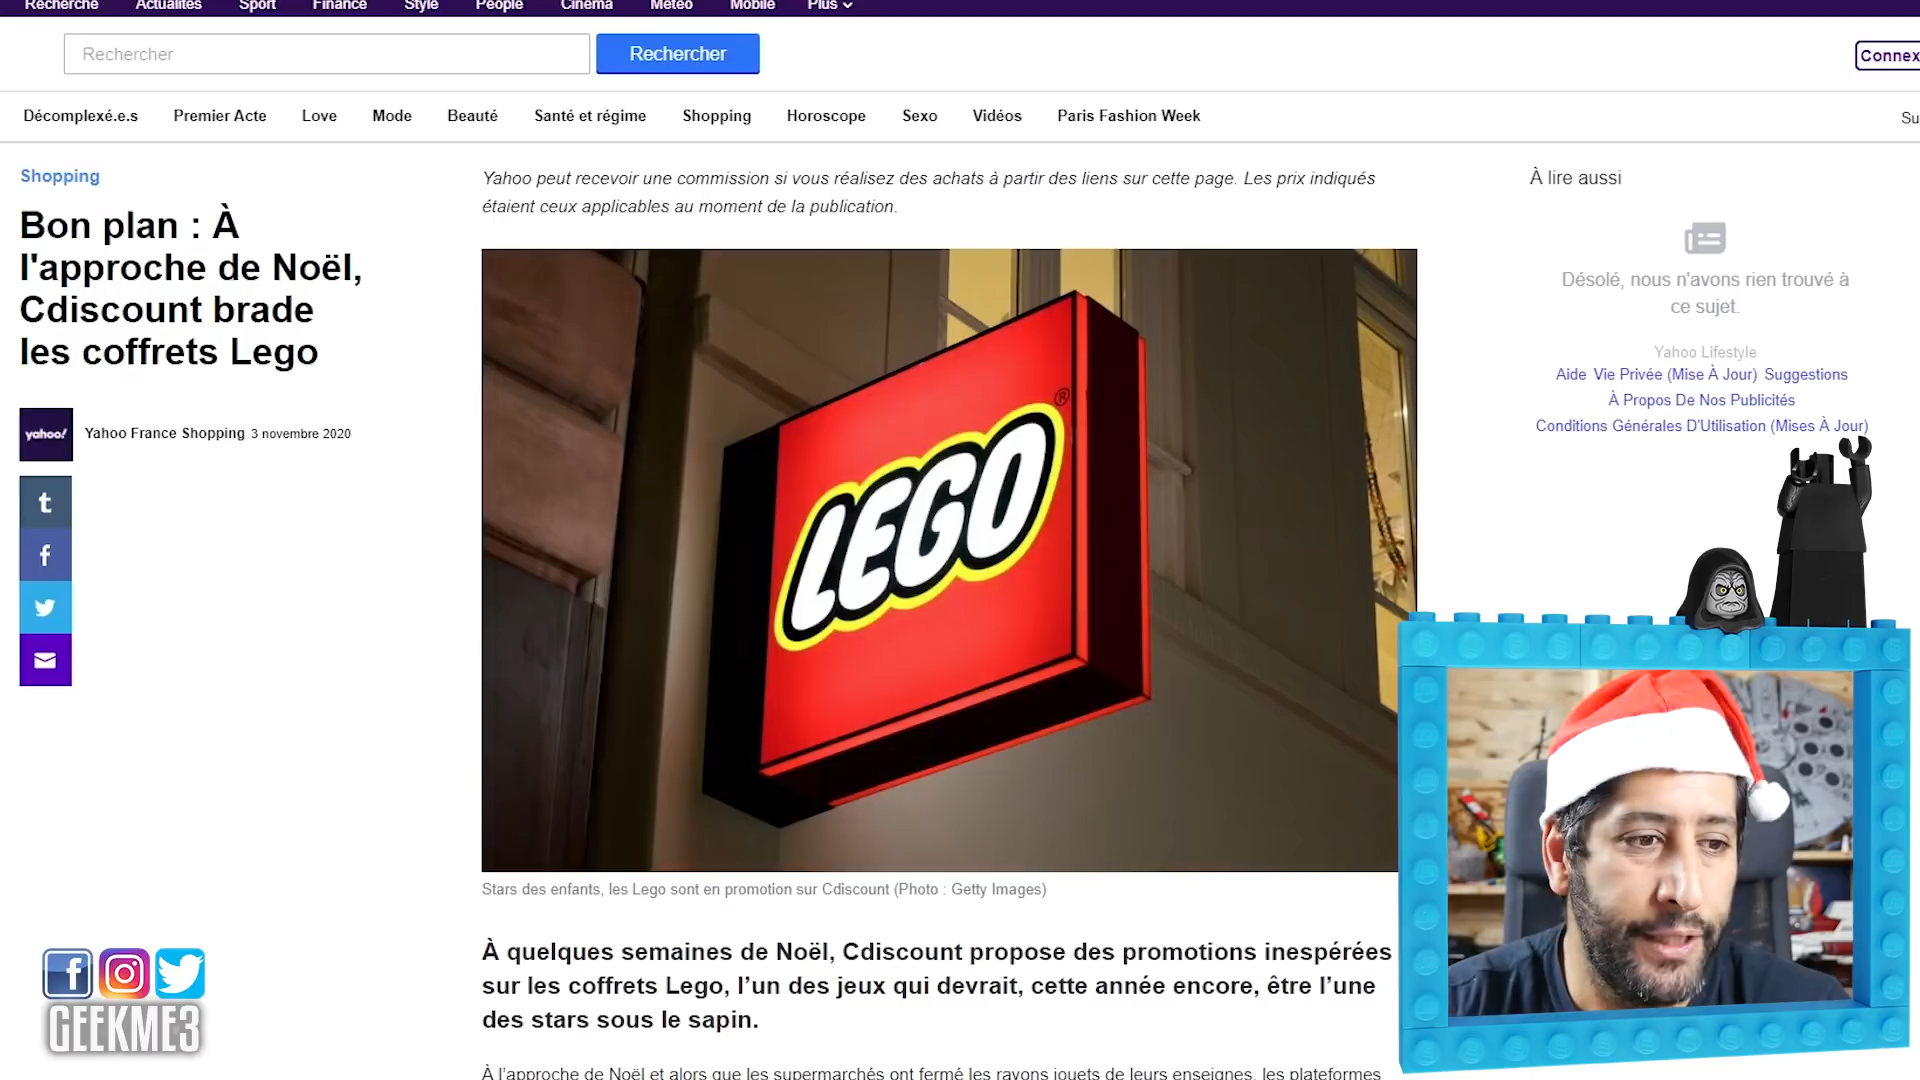 Recherche Actualités Sport Finance Style People Cinéma Météo Mobile Plus
Rechercher Rechercher
Connex
Décomplexé.e.s Premier Acte Love Mode Beauté Santé et régime Shopping Horoscope Sexo Vidéos Paris Fashion Week
Su
Shopping
Bon plan : À
l'approche de Noël,
Cdiscount brade
les coffrets Lego
yahoo!
Yahoo France Shopping 3 novembre 2020
Yahoo peut recevoir une commission si vous réalisez des achats à partir des liens sur cette page. Les prix indiqués
étaient ceux applicables au moment de la publication.
LEGO
®
Stars des enfants, les Lego sont en promotion sur Cdiscount (Photo : Getty Images)
À quelques semaines de Noël, Cdiscount propose des promotions inespérées
sur les coffrets Lego, l’un des jeux qui devrait, cette année encore, être l’une
des stars sous le sapin.
À l’approche de Noël et alors que les supermarchés ont fermé les rayons jouets de leurs enseignes, les plateformes
À lire aussi
Désolé, nous n'avons rien trouvé à
ce sujet.
Yahoo Lifestyle
Aide Vie Privée (Mise À Jour) Suggestions
À Propos De Nos Publicités
Conditions Générales D'Utilisation (Mises À Jour)
GEEKME3